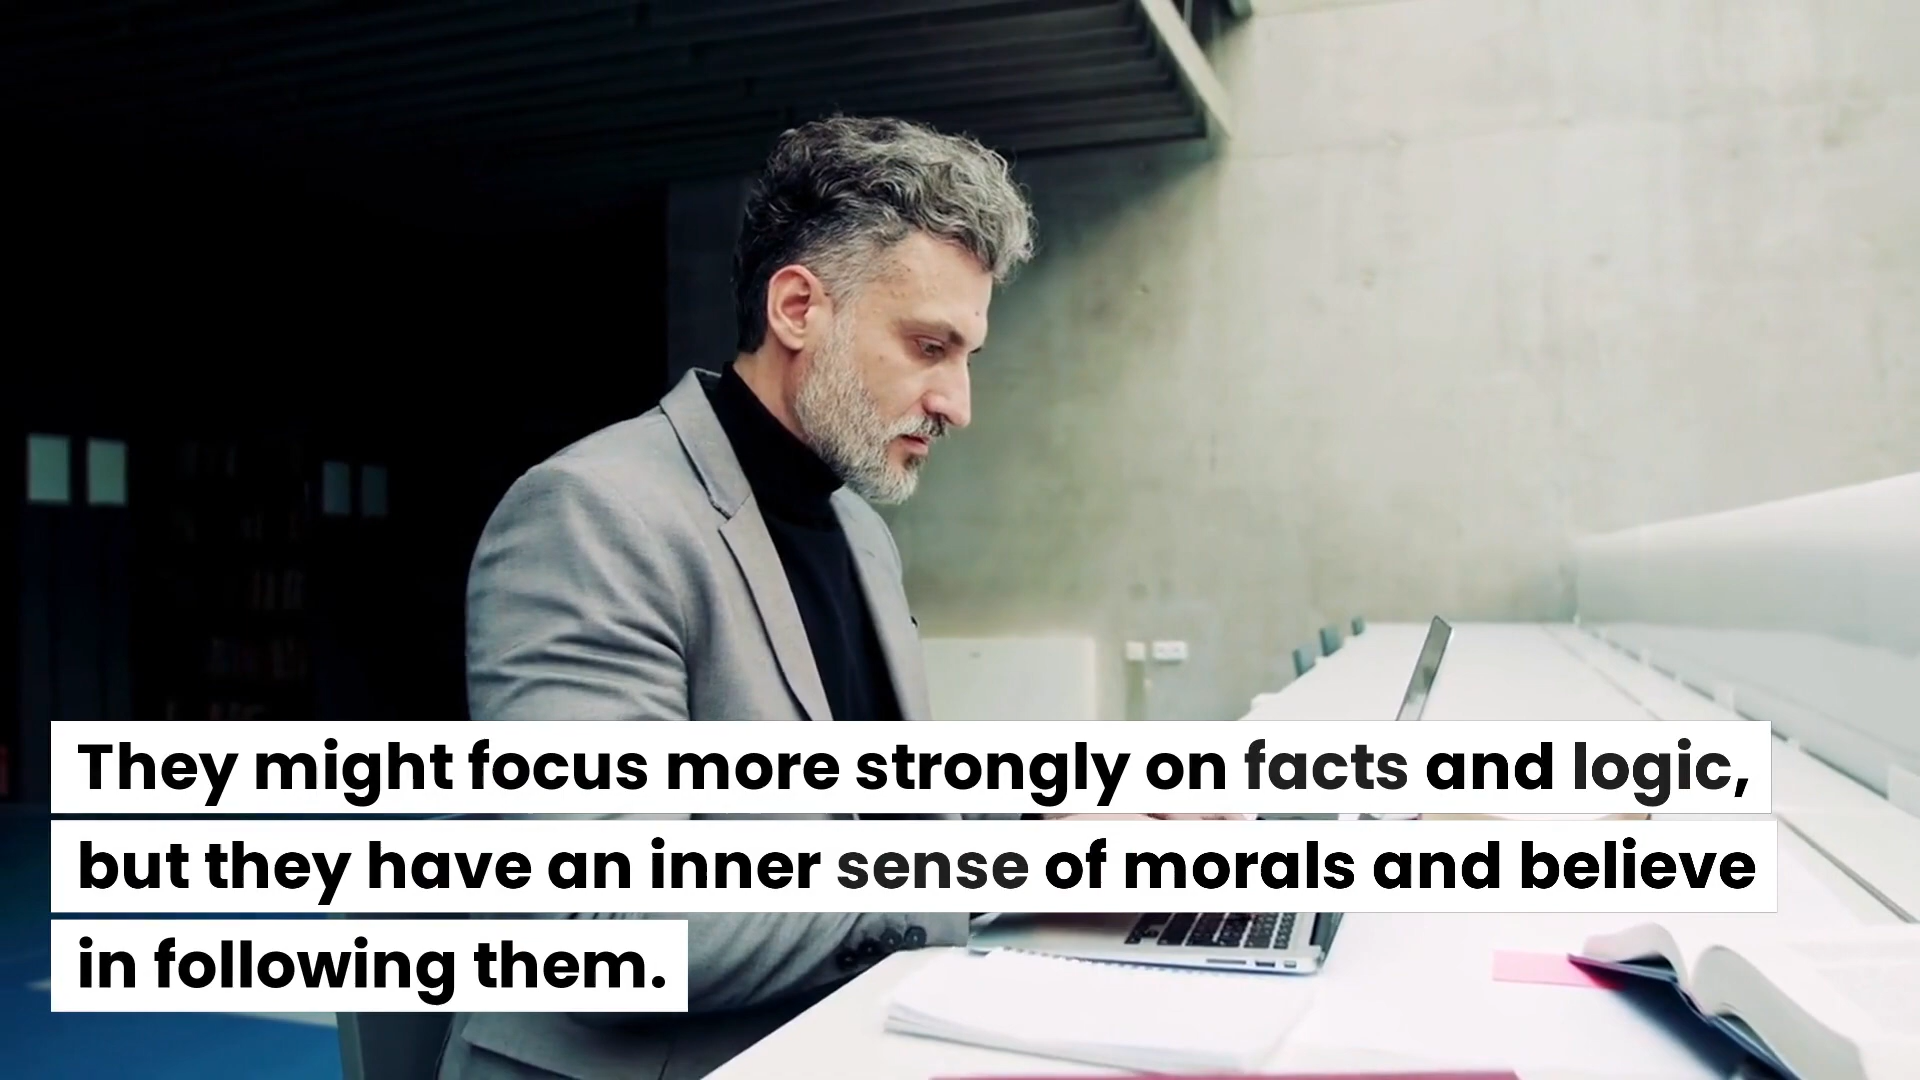 They might focus more strongly on facts and logic,
but they have an inner sense of morals and believe
in following them.